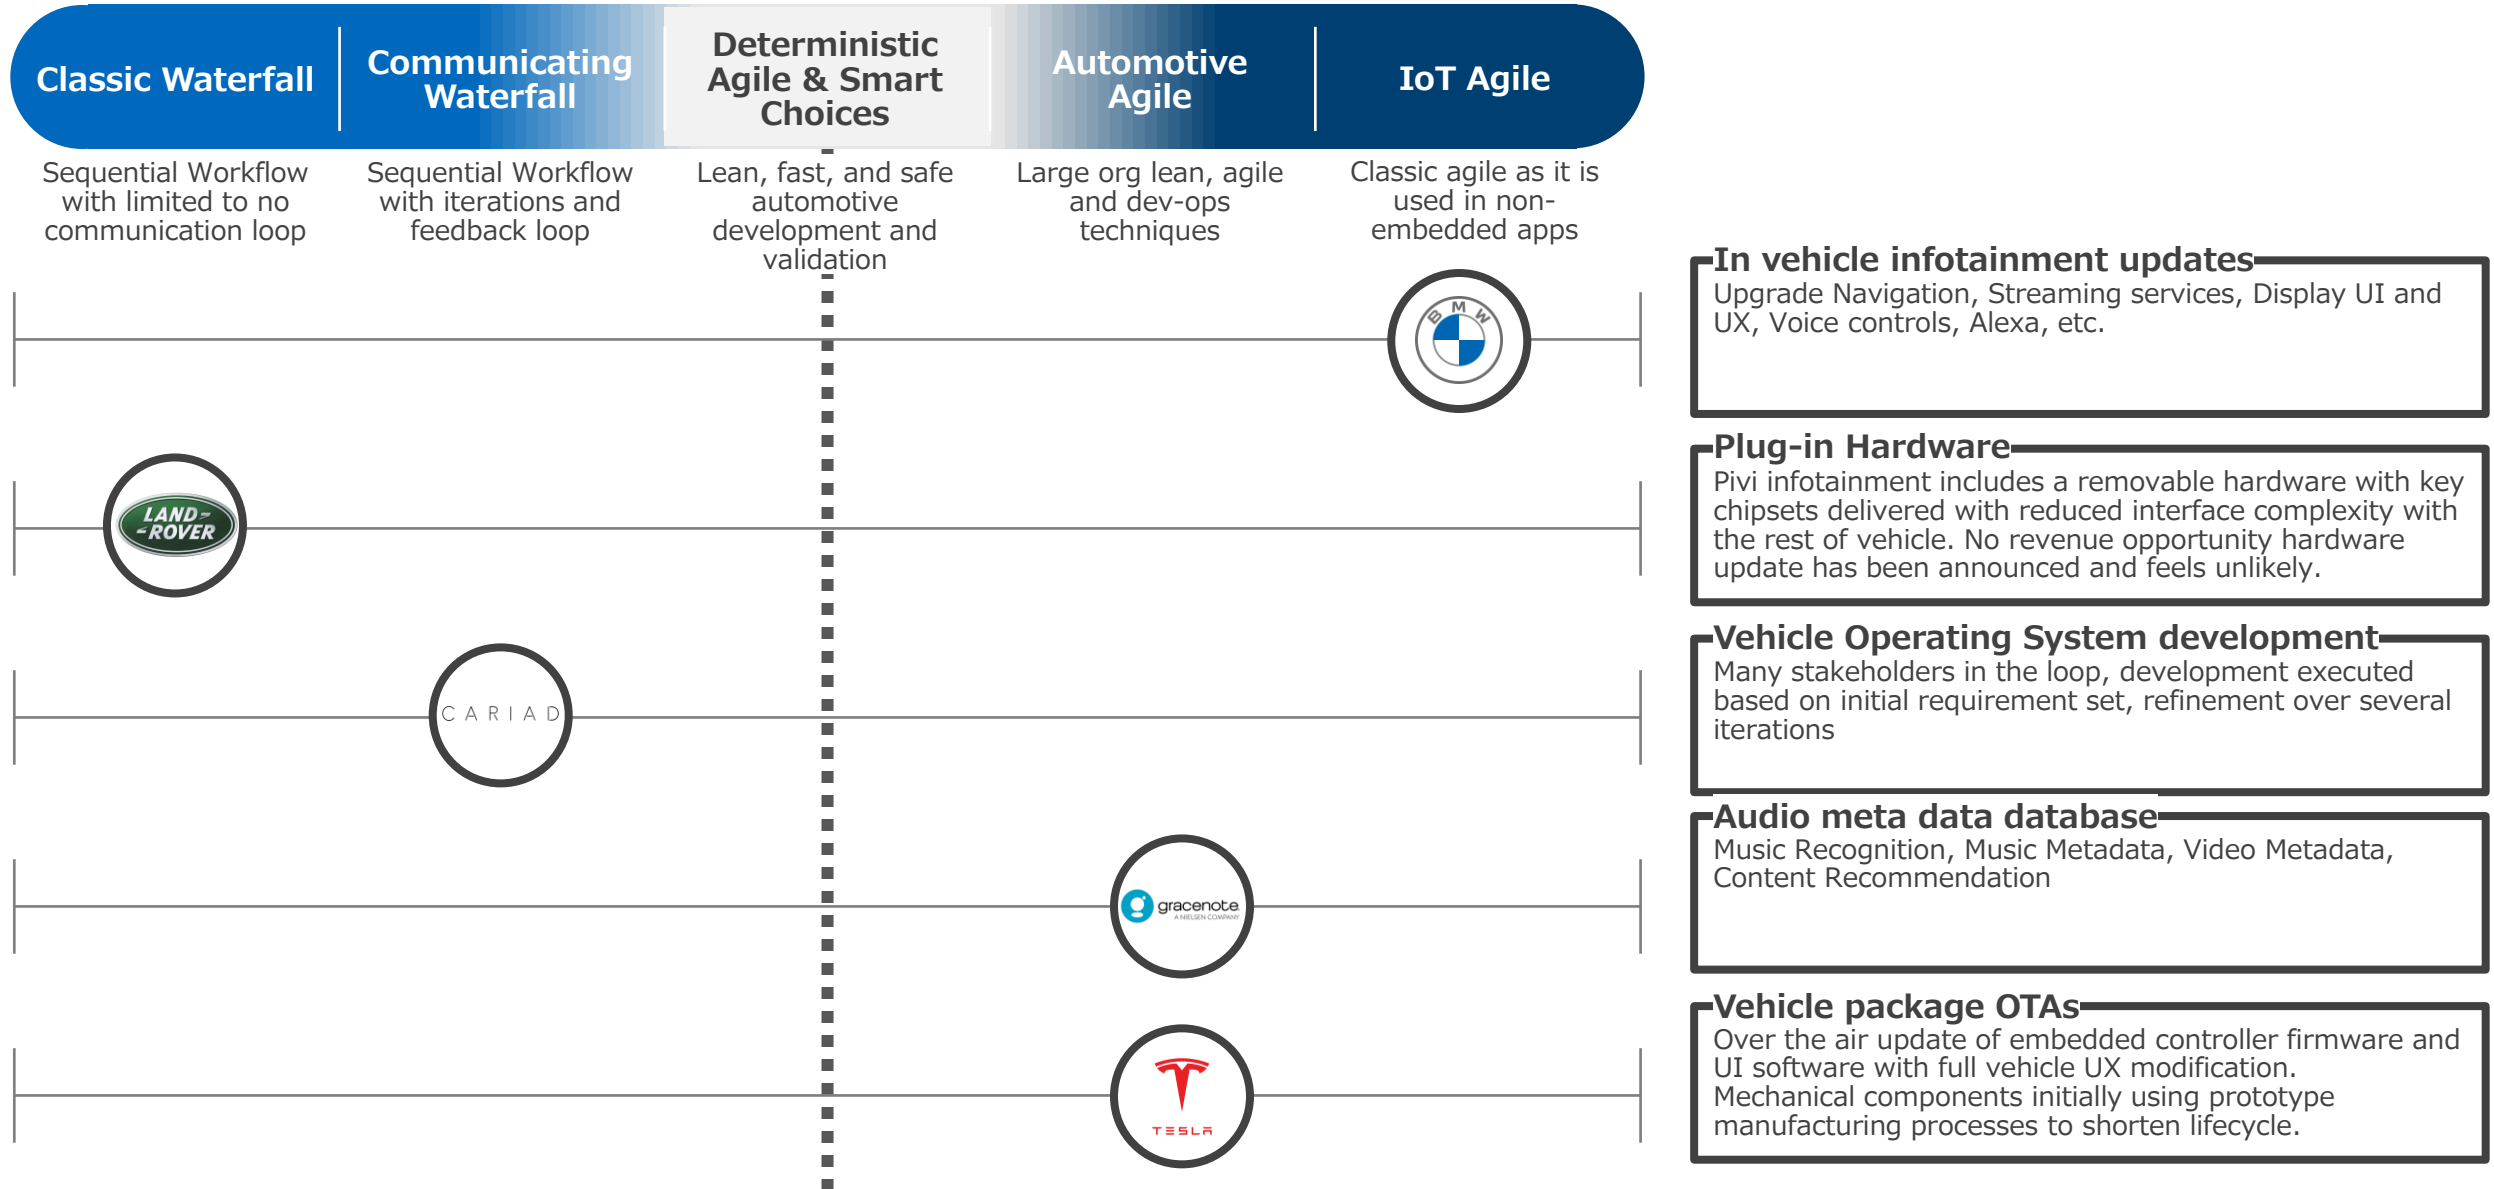 Classic Waterfall
Communicating
Waterfall
Deterministic
Agile & Smart
Choices
Automotive
Agile
IoT Agile
Sequential Workflow
with limited to no
communication loop
Sequential Workflow
with iterations and
feedback loop
Lean, fast, and safe
automotive
development and
validation
Large org lean, agile
and dev-ops
techniques
Classic agile as it is
used in non-
embedded apps
BMW
In vehicle infotainment updates
Upgrade Navigation, Streaming services, Display UI and
UX, Voice controls, Alexa, etc.
LAND
ROVER
Plug-in Hardware
Pivi infotainment includes a removable hardware with key
chipsets delivered with reduced interface complexity with
the rest of vehicle. No revenue opportunity hardware
update has been announced and feels unlikely.
CARIAD
Vehicle Operating System development
Many stakeholders in the loop, development executed
based on initial requirement set, refinement over several
iterations
gracenote.
A NIELSEN COMPANY
Audio meta data database
Music Recognition, Music Metadata, Video Metadata,
Content Recommendation
TESLA
Vehicle package OTAs
Over the air update of embedded controller firmware and
UI software with full vehicle UX modification.
Mechanical components initially using prototype
manufacturing processes to shorten lifecycle.